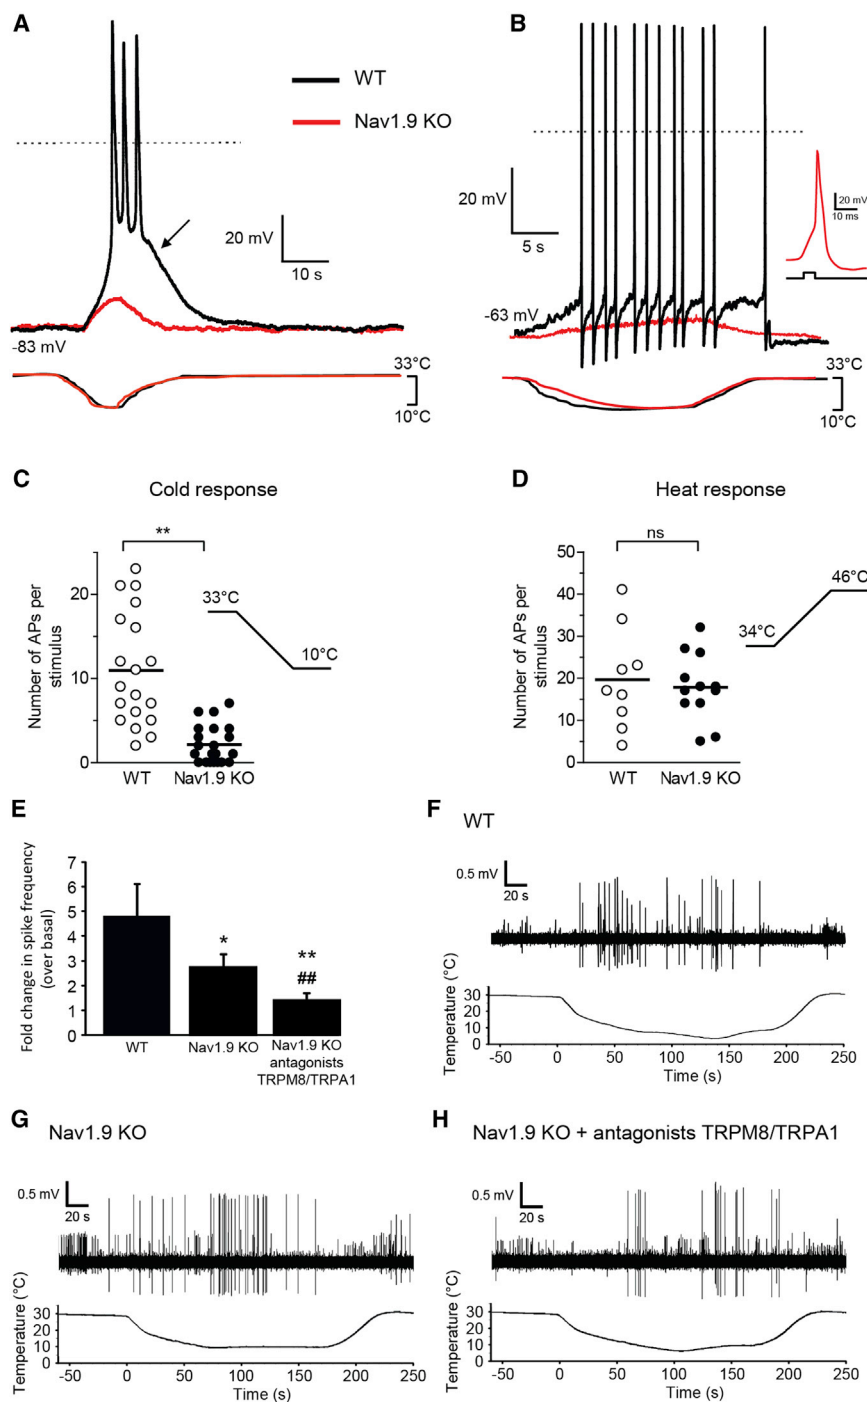 A
B
WT
Nav1.9 KO
20 mV
10 s
-83 mV
33°C
10°C
20 mV
5 s
20 mV
10 ms
-63 mV
33°C
10°C
C
Cold response
**
Number of APs per
stimulus
20
10
0
33°C
10°C
WT
Nav1.9 KO
D
Heat response
ns
Number of APs per
stimulus
50
40
30
20
10
0
34°C
46°C
WT
Nav1.9 KO
E
Fold change in spike frequency
(over basal)
7
6
5
4
3
2
1
0
*
**
##
WT
Nav1.9 KO
Nav1.9 KO
antagonists
TRPM8/TRPA1
F
WT
0.5 mV
20 s
Temperature (°C)
30
20
10
-50 0 50 100 150 200 250
Time (s)
G
Nav1.9 KO
0.5 mV
20 s
Temperature (°C)
30
20
10
-50 0 50 100 150 200 250
Time (s)
H
Nav1.9 KO + antagonists TRPM8/TRPA1
0.5 mV
20 s
Temperature (°C)
30
20
10
-50 0 50 100 150 200 250
Time (s)